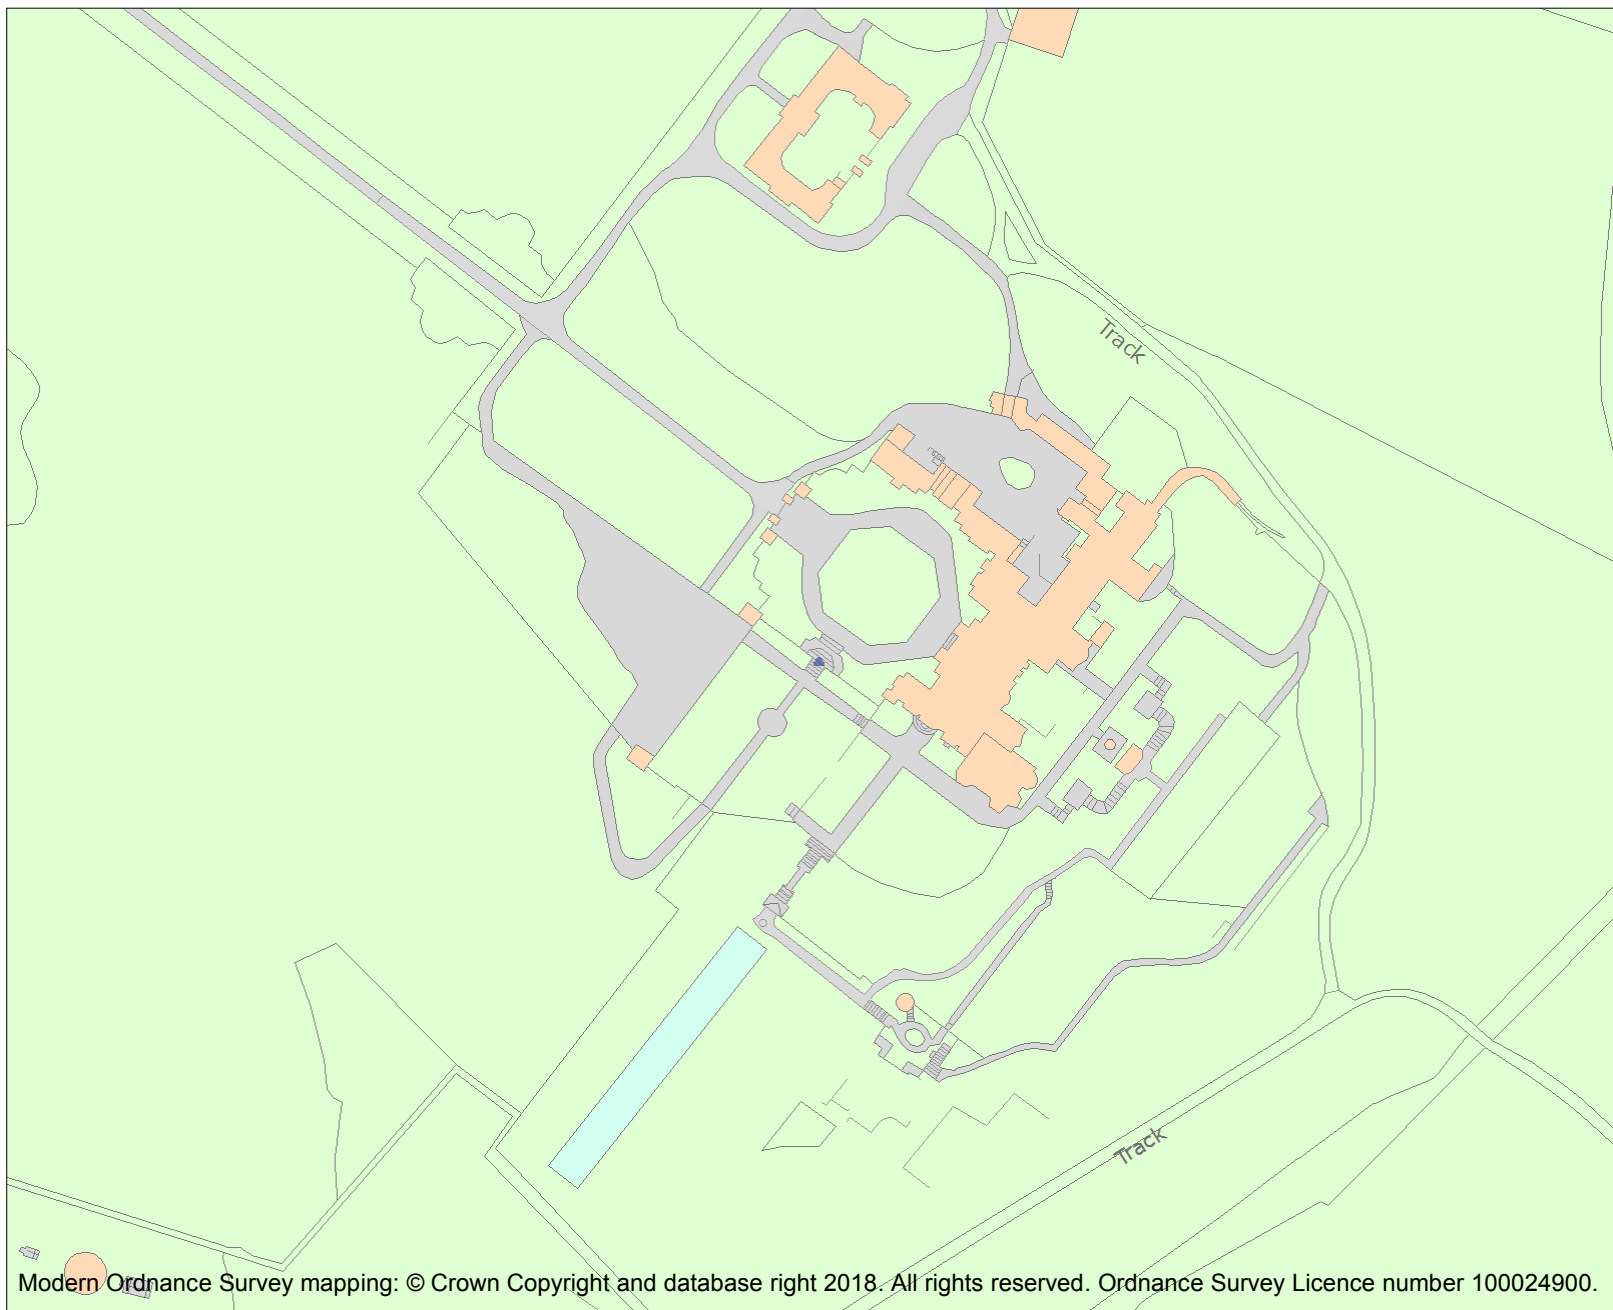 Track
Track
Modern Ordnance Survey mapping: © Crown Copyright and database right 2018. All rights reserved. Ordnance Survey Licence number 100024900.